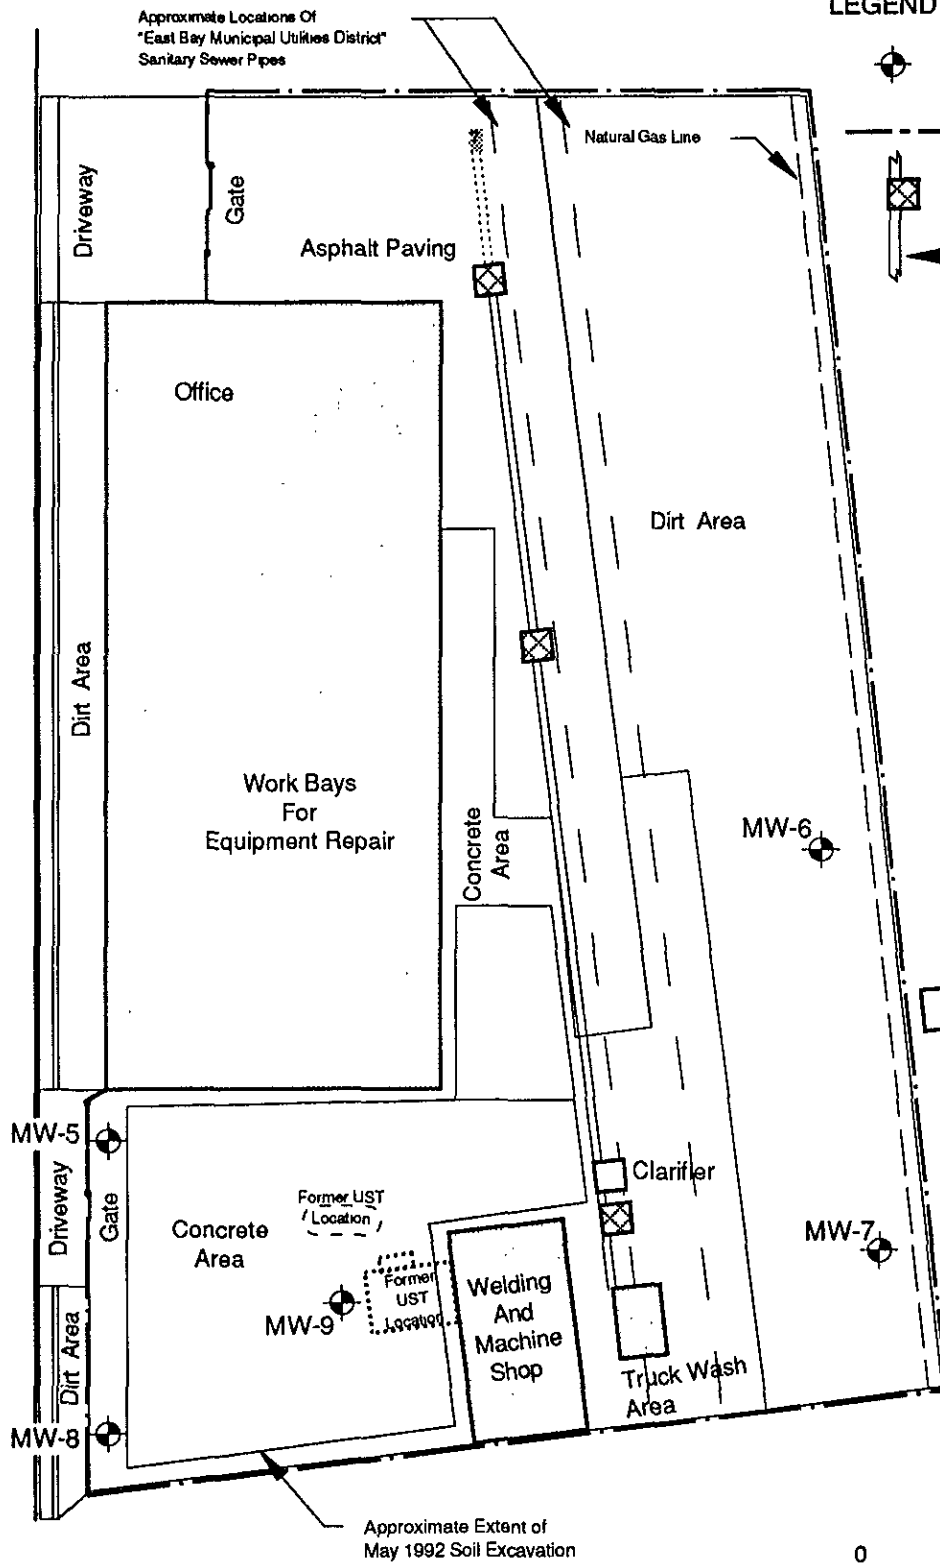 Approximate Locations Of
"East Bay Municipal Utilities District"
Sanitary Sewer Pipes
LEGEND
Natural Gas Line
Driveway
Gate
Asphalt Paving
Office
Dirt Area
Dirt Area
Work Bays
For
Equipment Repair
Concrete
Area
MW-6
MW-5
Driveway
Gate
Former UST
Location
Concrete
Area
Clarifier
MW-7
Former
UST
Location
MW-9
Welding
And
Machine
Shop
Dirt Area
Truck Wash
Area
MW-8
Approximate Extent of
May 1992 Soil Excavation
0